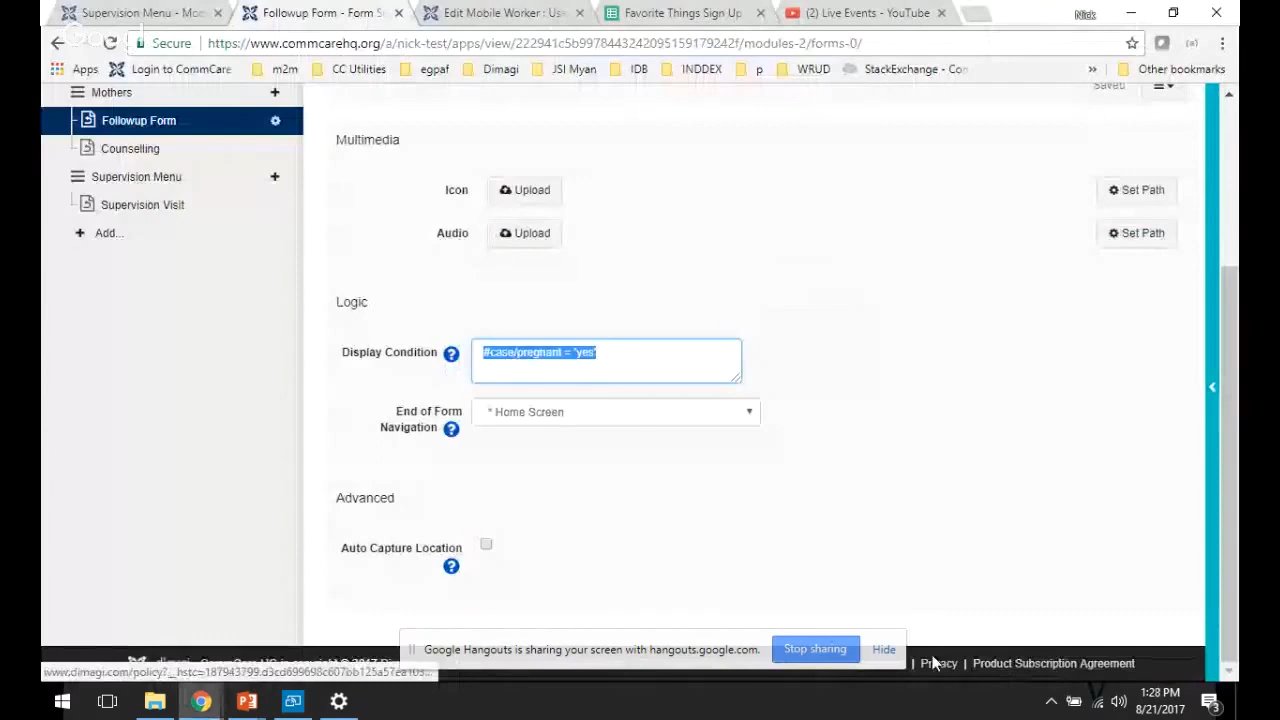 Supervision Menu - Mo
Followup Form - Form S
Edit Mobile Worker : Use
Favorite Things Sign Up
(2) Live Events - YouTube
Nick
Secure
https://www.commcarehq.org/a/nick-test/apps/view/222941c5b9978443242095159179242f/modules-2/forms-0/
Apps
Login to CommCare
m2m
CC Utilities
egpaf
Dimagi
JSI Myan
IDB
INDDEX
p
WRUD
StackExchange - Co
»
Other bookmarks
Mothers
Saved
Followup Form
Counselling
Supervision Menu
Supervision Visit
Add...
Multimedia
Icon
Upload
Set Path
Audio
Upload
Set Path
Logic
Display Condition
#case/pregnant = 'yes'
End of Form
Navigation
* Home Screen
Advanced
Auto Capture Location
Google Hangouts is sharing your screen with hangouts.google.com.
Stop sharing
Hide
Privacy | Product Subscription Agreement
1:28 PM
8/21/2017
3